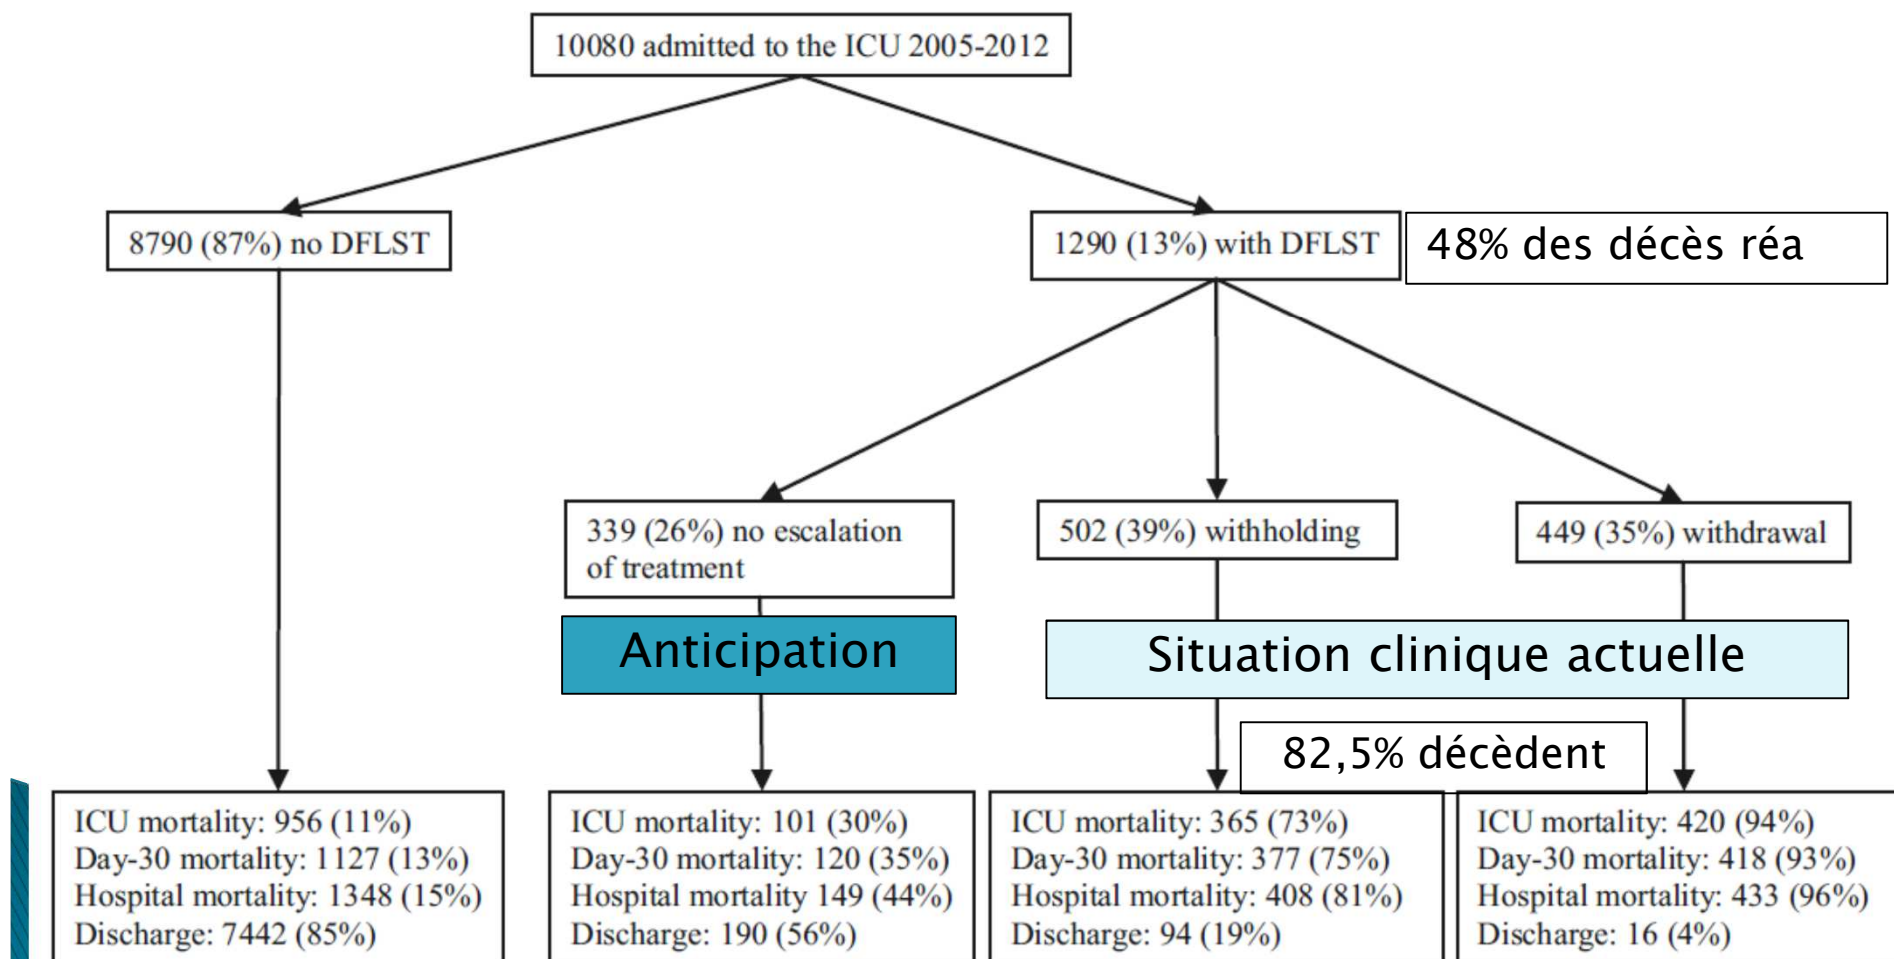 10080 admitted to the ICU 2005-2012
8790 (87%) no DFLST
1290 (13%) with DFLST
48% des décès réa
339 (26%) no escalation
of treatment
502 (39%) withholding
449 (35%) withdrawal
Anticipation
Situation clinique actuelle
82,5% décèdent
ICU mortality: 956 (11%)
Day-30 mortality: 1127 (13%)
Hospital mortality: 1348 (15%)
Discharge: 7442 (85%)
ICU mortality: 101 (30%)
Day-30 mortality: 120 (35%)
Hospital mortality 149 (44%)
Discharge: 190 (56%)
ICU mortality: 365 (73%)
Day-30 mortality: 377 (75%)
Hospital mortality: 408 (81%)
Discharge: 94 (19%)
ICU mortality: 420 (94%)
Day-30 mortality: 418 (93%)
Hospital mortality: 433 (96%)
Discharge: 16 (4%)